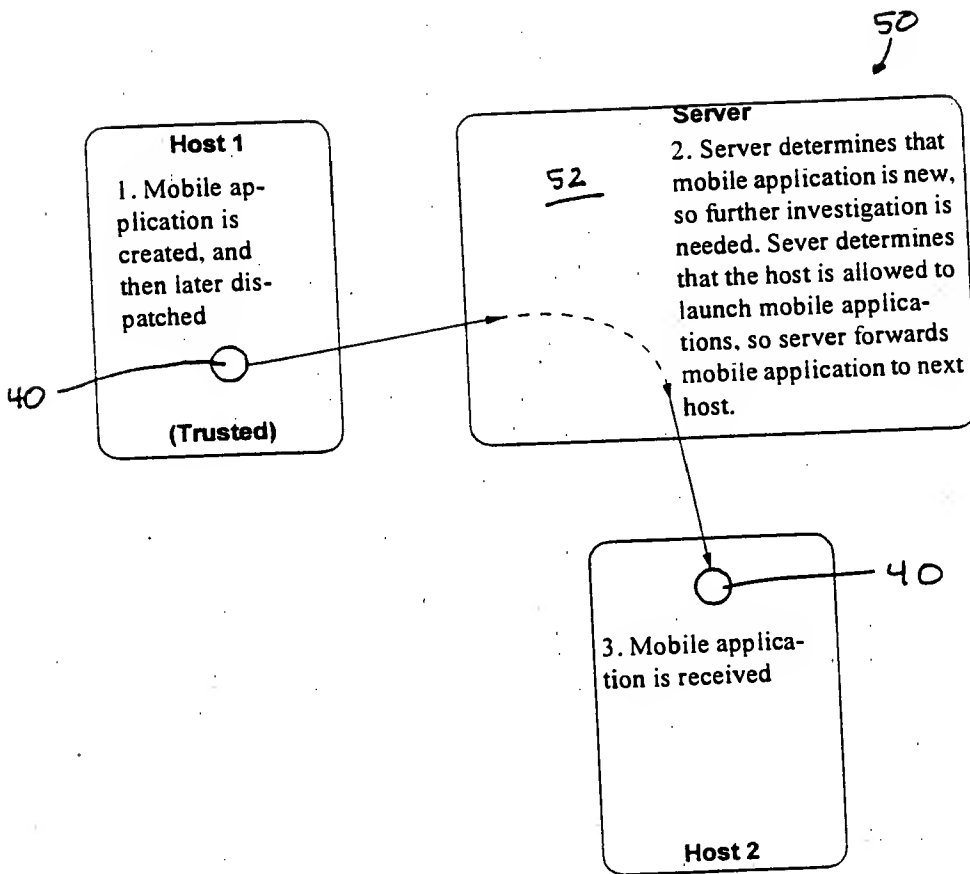 50
Host 1
1. Mobile ap-
plication is
created, and
then later dis-
patched
40
(Trusted)
Server
52
2. Server determines that
mobile application is new,
so further investigation is
needed. Sever determines
that the host is allowed to
launch mobile applica-
tions, so server forwards
mobile application to next
host.
40
3. Mobile applica-
tion is received
Host 2